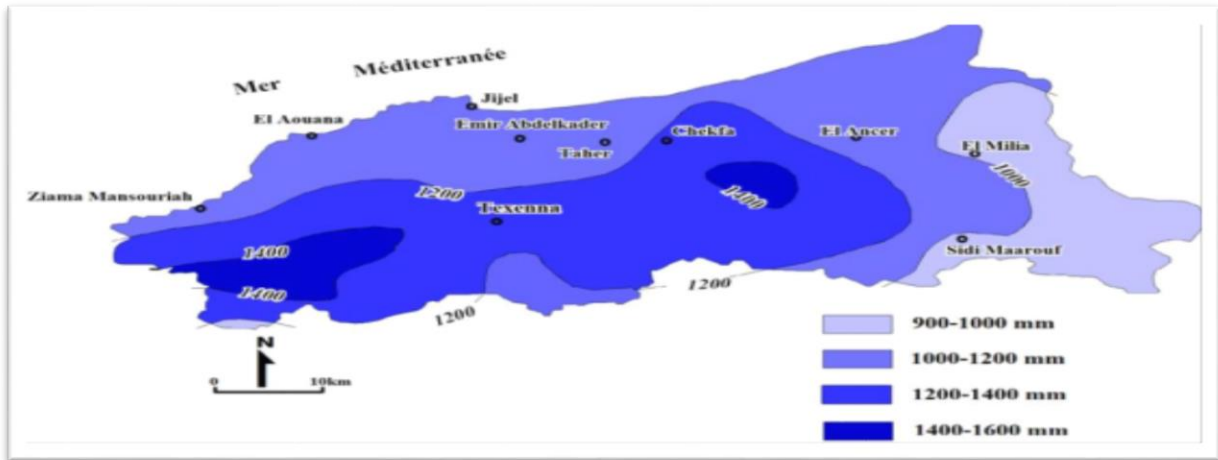 Mer Méditerranée
Jijel
El Aouana
Emir Abdelkader
Chekfa
El Ancer
Taher
El Milia
1000
Ziama Mansouriah
1200
1400
Texenna
1400
Sidi Maarouf
1400
1200
1200
N
0 10km
900-1000 mm
1000-1200 mm
1200-1400 mm
1400-1600 mm